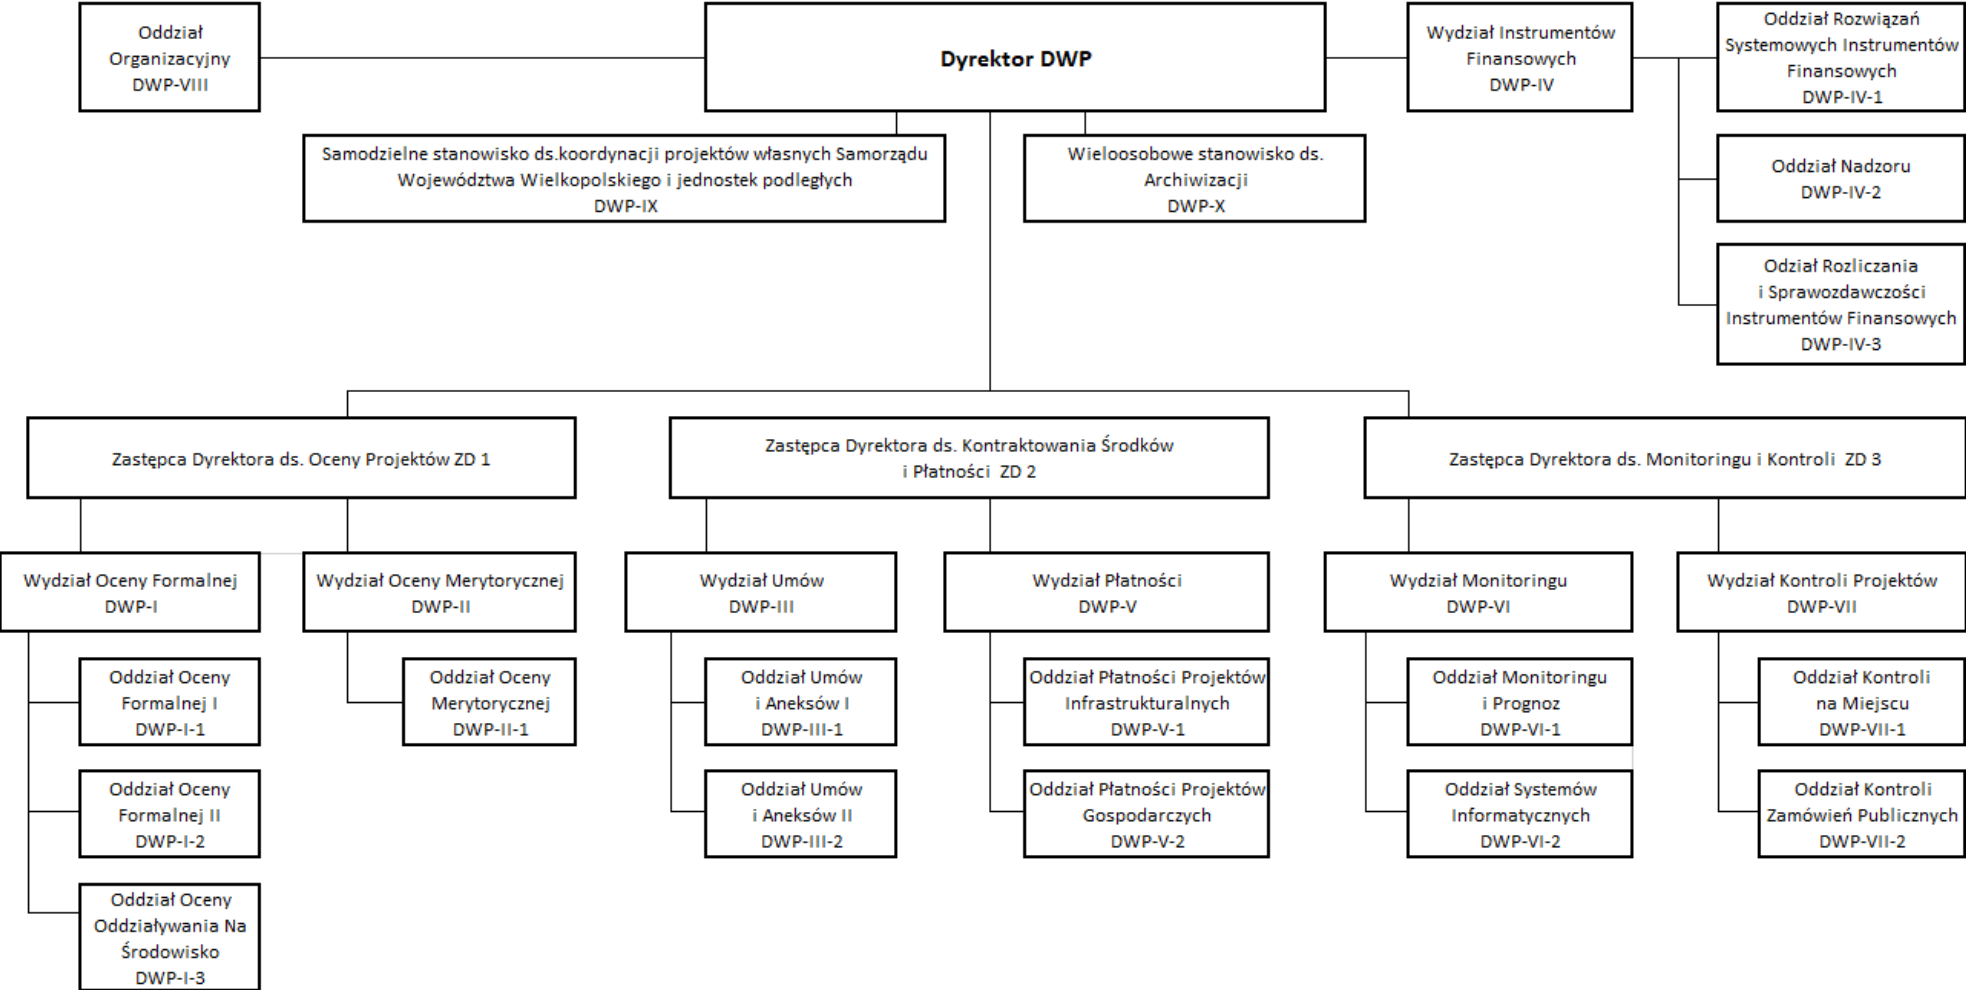 Oddział
Organizacyjny
DWP-VIII
Dyrektor DWP
Wydział Instrumentów
Finansowych
DWP-IV
Oddział Rozwiązań
Systemowych Instrumentów
Finansowych
DWP-IV-1
Samodzielne stanowisko ds.koordynacji projektów własnych Samorządu
Województwa Wielkopolskiego i jednostek podległych
DWP-IX
Wieloosobowe stanowisko ds.
Archiwizacji
DWP-X
Oddział Nadzoru
DWP-IV-2
Odział Rozliczania
i Sprawozdawczości
Instrumentów Finansowych
DWP-IV-3
Zastępca Dyrektora ds. Oceny Projektów ZD 1
Zastępca Dyrektora ds. Kontraktowania Środków
i Płatności ZD 2
Zastępca Dyrektora ds. Monitoringu i Kontroli ZD 3
Wydział Oceny Formalnej
DWP-I
Wydział Oceny Merytorycznej
DWP-II
Wydział Umów
DWP-III
Wydział Płatności
DWP-V
Wydział Monitoringu
DWP-VI
Wydział Kontroli Projektów
DWP-VII
Oddział Oceny
Formalnej I
DWP-I-1
Oddział Oceny
Merytorycznej
DWP-II-1
Oddział Umów
i Aneksów I
DWP-III-1
Oddział Płatności Projektów
Infrastrukturalnych
DWP-V-1
Oddział Monitoringu
i Prognoz
DWP-VI-1
Oddział Kontroli
na Miejscu
DWP-VII-1
Oddział Oceny
Formalnej II
DWP-I-2
Oddział Umów
i Aneksów II
DWP-III-2
Oddział Płatności Projektów
Gospodarczych
DWP-V-2
Oddział Systemów
Informatycznych
DWP-VI-2
Oddział Kontroli
Zamówień Publicznych
DWP-VII-2
Oddział Oceny
Oddziaływania Na
Środowisko
DWP-I-3